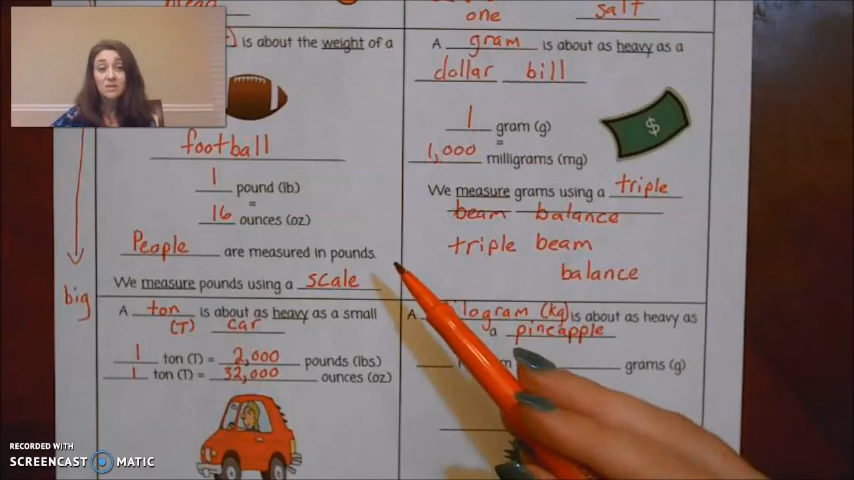 bread
one
salt
is about the weight of a
football
1 pound (lb)
=
16 ounces (oz)
People are measured in pounds.
We measure pounds using a scale
A gram is about as heavy as a
dollar bill
1 gram (g)
=
1,000 milligrams (mg)
$
We measure grams using a triple
beam balance
triple beam
balance
big
A ton is about as heavy as a small
(T) car
1 ton (T) = 2,000 pounds (lbs)
1 ton (T) = 32,000 ounces (oz)
A
logram (kg) is about as heavy as
a pineapple
grams (g)
RECORDED WITH
SCREENCAST MATIC